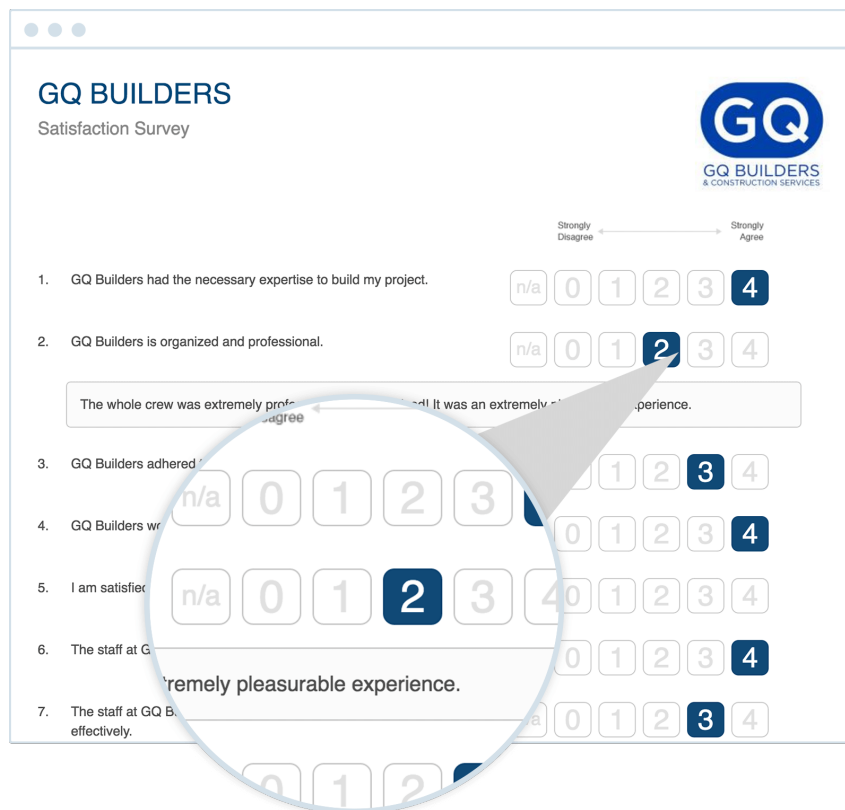 GQ BUILDERS
Satisfaction Survey
GQ
GQ BUILDERS
& CONSTRUCTION SERVICES
Strongly Disagree Strongly Agree
1. GQ Builders had the necessary expertise to build my project. n/a 0 1 2 3 4
2. GQ Builders is organized and professional. n/a 0 1 2 3 4
The whole crew was extremely It was an extremely
3. GQ Builders adhered 1 2 3 4
4. GQ Builders 0 1 2 3 4
5. I am 0 1 2 3 4
6. The staff at 0 1 2 3 4
7. The staff at GQ 0 1 2 3 4
effectively.
n/a 0 1 2 3
n/a 0 1 2 3 4
pleasurable experience.
0 1 2